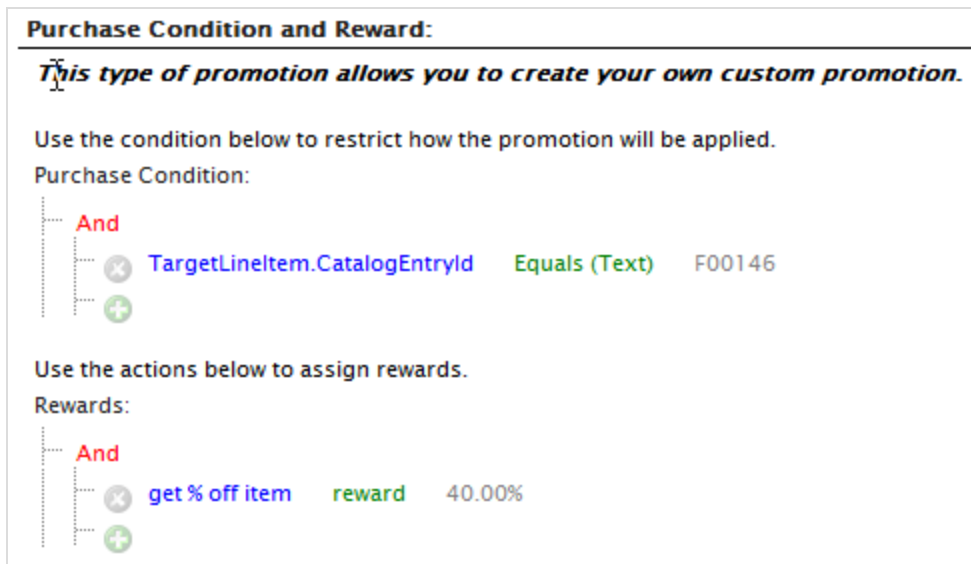 Purchase Condition and Reward:
This type of promotion allows you to create your own custom promotion.
Use the condition below to restrict how the promotion will be applied.
Purchase Condition:
And
TargetLineItem.CatalogEntryId Equals (Text) F00146
Use the actions below to assign rewards.
Rewards:
And
get % off item reward 40.00%